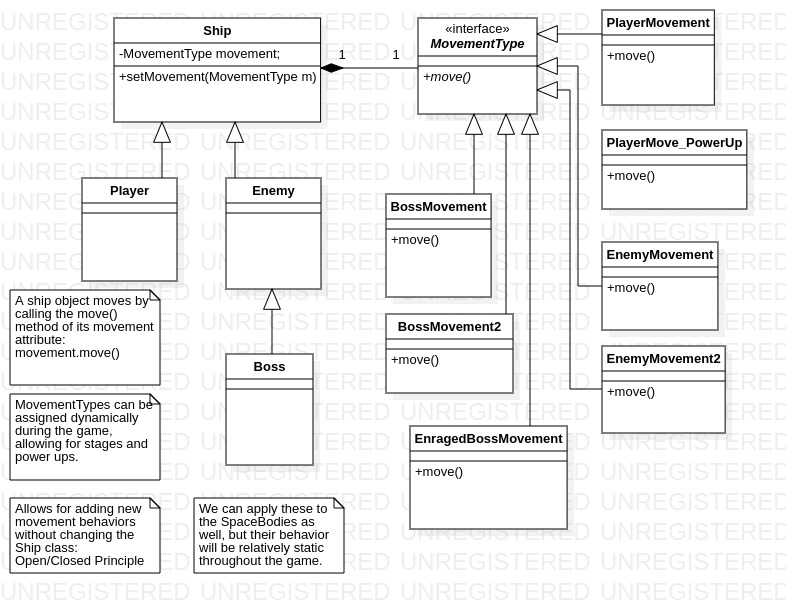 Ship
-MovementType movement;
+setMovement(MovementType m)
1
1
«interface»
MovementType
+move()
PlayerMovement
+move()
PlayerMove_PowerUp
+move()
Player
Enemy
BossMovement
+move()
EnemyMovement
+move()
A ship object moves by
calling the move()
method of its movement
attribute:
movement.move()
BossMovement2
+move()
EnemyMovement2
+move()
Boss
MovementTypes can be
assigned dynamically
during the game,
allowing for stages and
power ups.
EnragedBossMovement
+move()
Allows for adding new
movement behaviors
without changing the
Ship class:
Open/Closed Principle
We can apply these to
the SpaceBodies as
well, but their behavior
will be relatively static
throughout the game.
UNREGISTERED